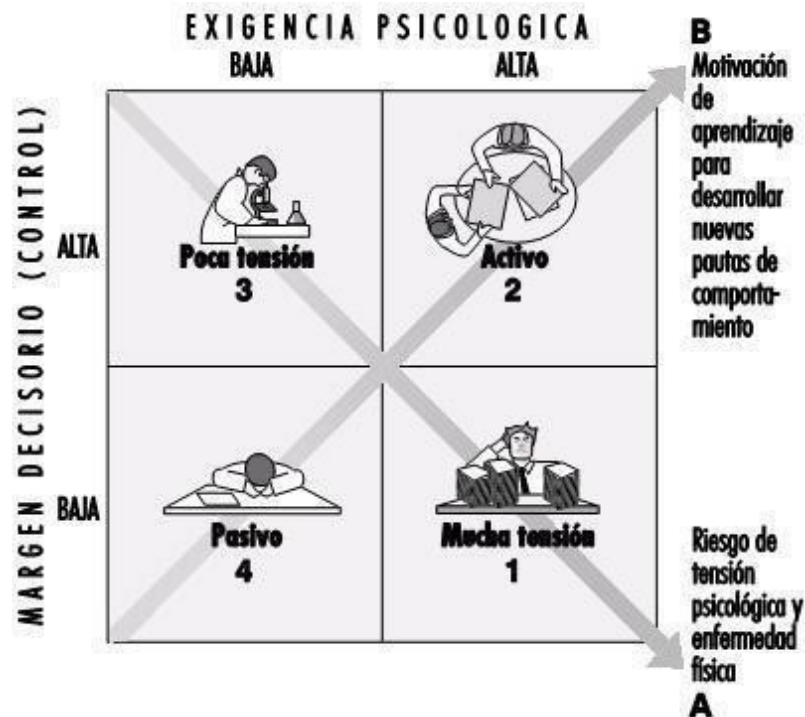 EXIGENCIA PSICOLOGICA
BAJA
ALTA
B
Motivación
de
aprendizaje
para
desarrollar
nuevas
pautas de
comporta-
miento
MARGEN DECISORIO (CONTROL)
ALTA
Poca tensión
3
Activo
2
BAJA
Pasivo
4
Mucha tensión
1
Riesgo de
tensión
psicológica y
enfermedad
física
A